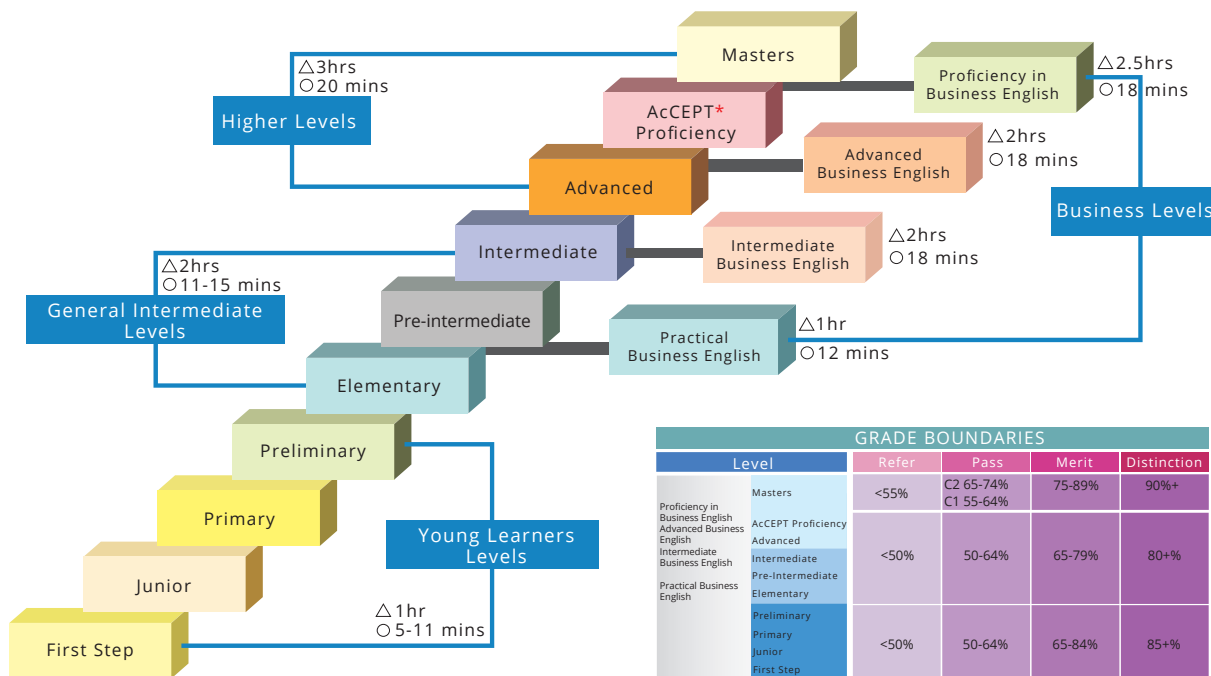 Masters
△3hrs
○20 mins
Higher Levels
Proficiency in
Business English
△2.5hrs
○18 mins
AcCEPT*
Proficiency
Advanced
Business English
△2hrs
○18 mins
Advanced
Business Levels
Intermediate
Intermediate
Business English
△2hrs
○18 mins
△2hrs
○11-15 mins
General Intermediate
Levels
Pre-intermediate
Practical
Business English
△1hr
○12 mins
Elementary
Preliminary
Primary
Young Learners
Levels
Junior
△1hr
○5-11 mins
First Step
GRADE BOUNDARIES
Level
Refer
Pass
Merit
Distinction
Proficiency in
Business English
Advanced Business
English
Intermediate
Business English
Practical Business
English
Masters
<55%
C2 65-74%
C1 55-64%
75-89%
90%+
AcCEPT Proficiency
Advanced
Intermediate
Pre-Intermediate
Elementary
<50%
50-64%
65-79%
80+%
Preliminary
Primary
Junior
First Step
<50%
50-64%
65-84%
85+%